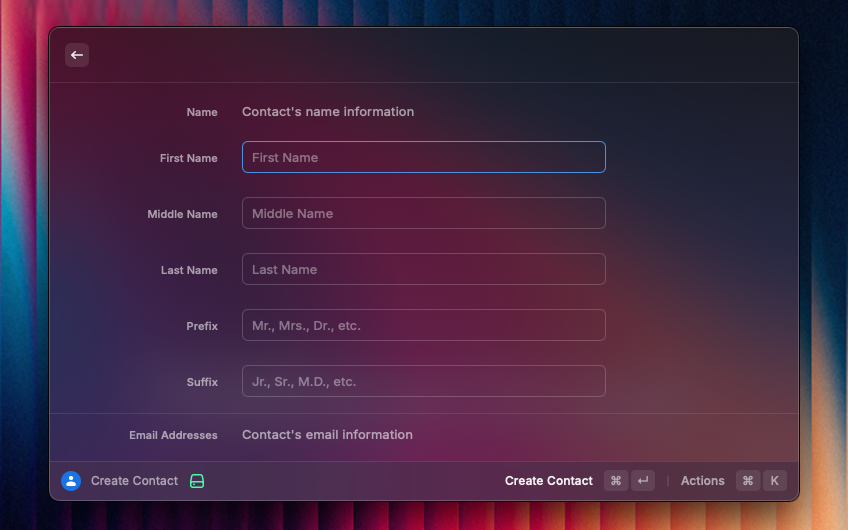 Name Contact's name information
First Name First Name
Middle Name Middle Name
Last Name Last Name
Prefix Mr., Mrs., Dr., etc.
Suffix Jr., Sr., M.D., etc.
Email Addresses Contact's email information
Create Contact Create Contact ⌘ ↵ | Actions ⌘ K